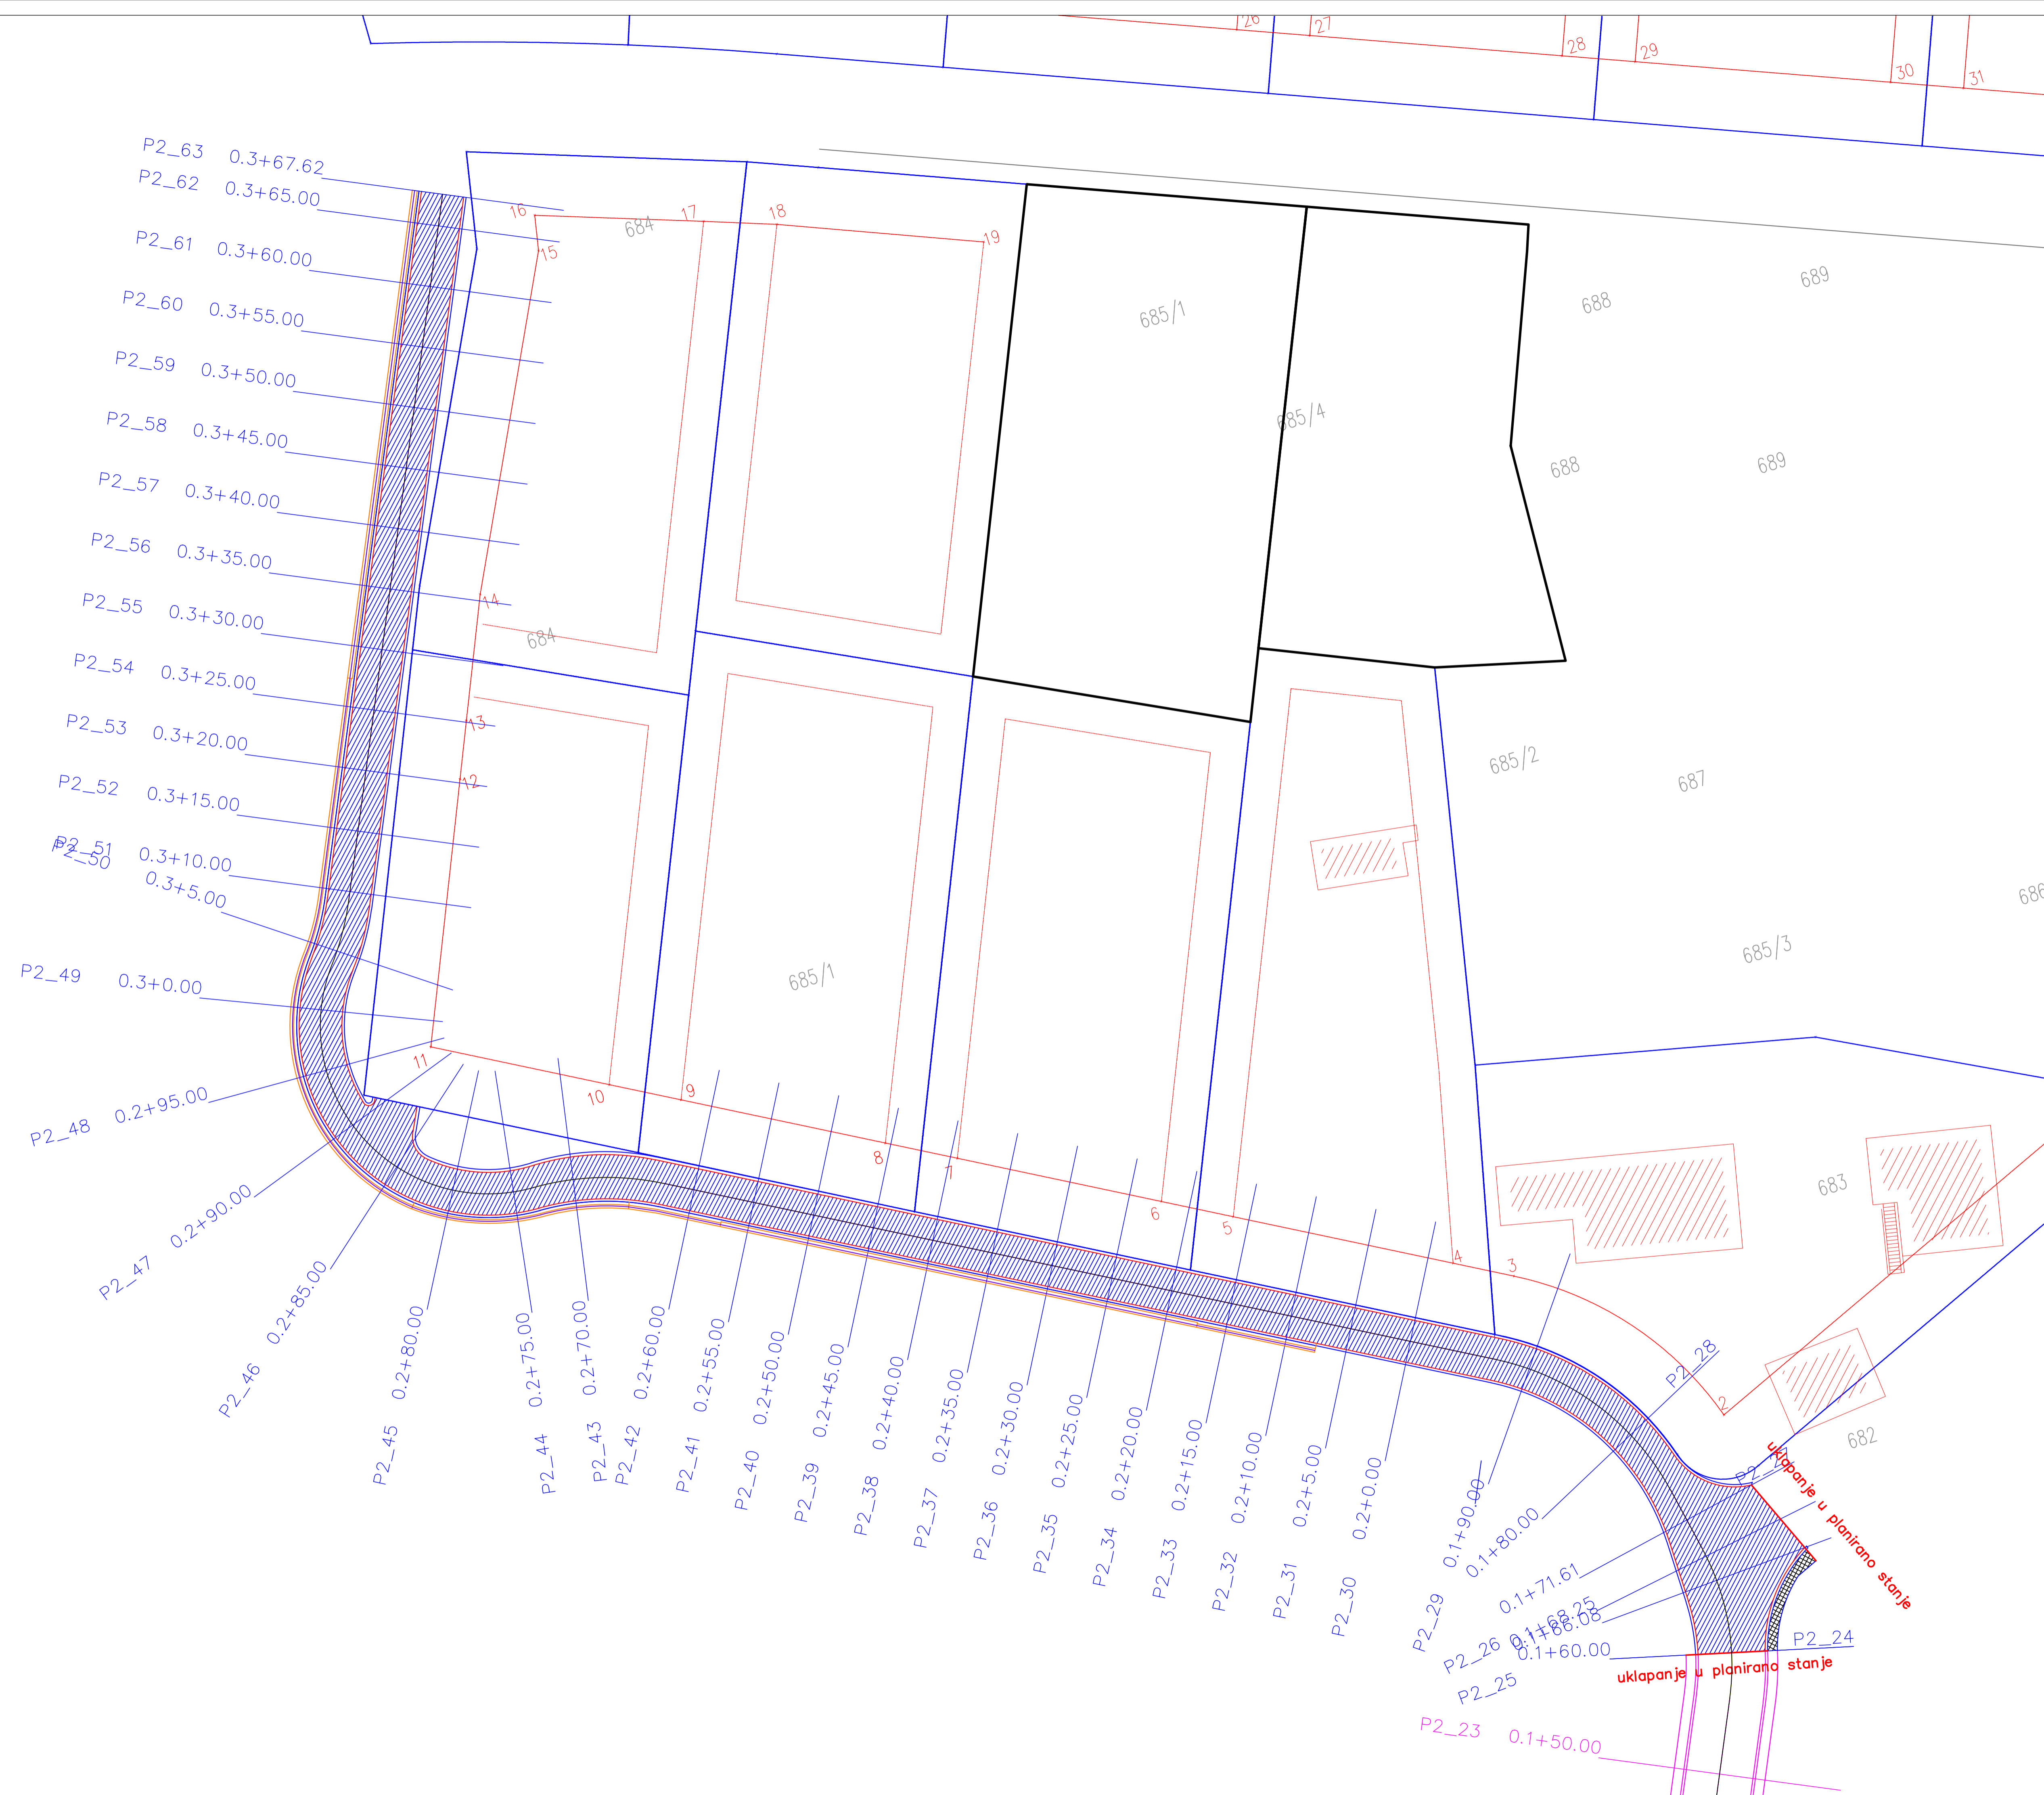 26
27
28
29
30
31
P2_63 0.3+67.62
P2_62 0.3+65.00
P2_61 0.3+60.00
P2_60 0.3+55.00
P2_59 0.3+50.00
P2_58 0.3+45.00
P2_57 0.3+40.00
P2_56 0.3+35.00
P2_55 0.3+30.00
P2_54 0.3+25.00
P2_53 0.3+20.00
P2_52 0.3+15.00
P2_51 0.3+10.00
P2_50 0.3+5.00
P2_49 0.3+0.00
P2_48 0.2+95.00
P2_47 0.2+90.00
P2_46 0.2+85.00
P2_45 0.2+80.00
P2_44 0.2+75.00
P2_43 0.2+70.00
P2_42 0.2+60.00
P2_41 0.2+55.00
P2_40 0.2+50.00
P2_39 0.2+45.00
P2_38 0.2+40.00
P2_37 0.2+35.00
P2_36 0.2+30.00
P2_35 0.2+25.00
P2_34 0.2+20.00
P2_33 0.2+15.00
P2_32 0.2+10.00
P2_31 0.2+5.00
P2_30 0.2+0.00
P2_29 0.1+90.00
P2_28
0.1+80.00
0.1+71.61
P2_26 0.1+68.25
P2_25 0.1+66.08
0.1+60.00
P2_24
P2_23 0.1+50.00
uklapanje u planirano stanje
uklapanje u planirano stanje
16
15
17
18
19
14
13
12
11
10
9
8
7
6
5
4
3
2
684
684
685/1
685/4
688
689
688
689
685/2
687
686
685/3
685/1
683
682